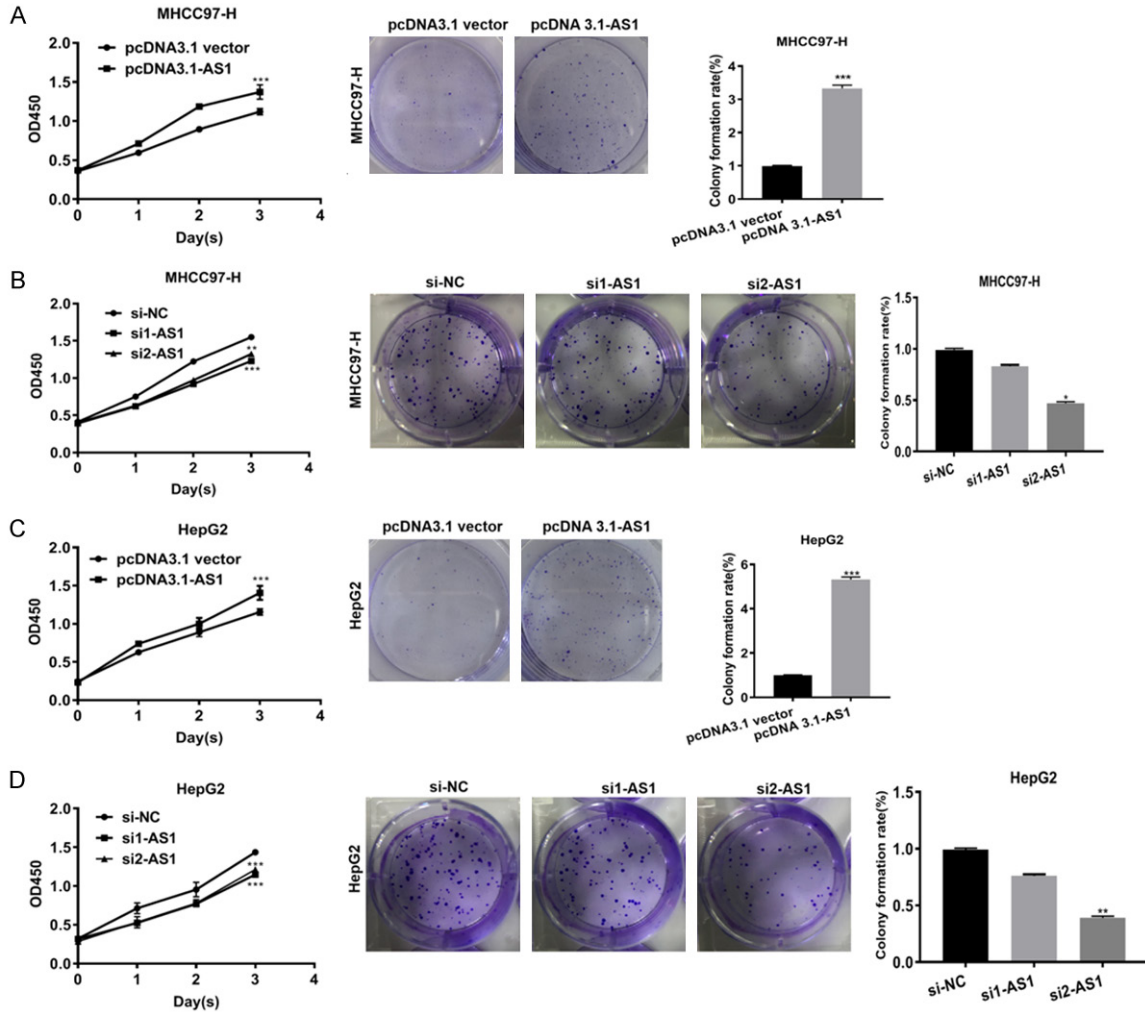 A
MHCC97-H
pcDNA3.1 vector
pcDNA3.1-AS1
OD450
2.0
1.5
1.0
0.5
0.0
***
0 1 2 3 4
Day(s)
pcDNA3.1 vector pcDNA 3.1-AS1
MHCC97-H
MHCC97-H
Colony formation rate(%)
4
3
2
1
0
***
pcDNA3.1 vector
pcDNA 3.1-AS1
B
MHCC97-H
si-NC
si1-AS1
si2-AS1
OD450
2.0
1.5
1.0
0.5
0.0
**
***
0 1 2 3 4
Day(s)
si-NC si1-AS1 si2-AS1
MHCC97-H
MHCC97-H
Colony formation rate(%)
1.5
1.0
0.5
0.0
*
si-NC si1-AS1 si2-AS1
C
HepG2
pcDNA3.1 vector
pcDNA3.1-AS1
OD450
2.0
1.5
1.0
0.5
0.0
***
0 1 2 3 4
Day(s)
pcDNA3.1 vector pcDNA 3.1-AS1
HepG2
HepG2
Colony formation rate(%)
6
4
2
0
***
pcDNA3.1 vector
pcDNA 3.1-AS1
D
HepG2
si-NC
si1-AS1
si2-AS1
OD450
2.0
1.5
1.0
0.5
0.0
***
***
0 1 2 3 4
Day(s)
si-NC si1-AS1 si2-AS1
HepG2
HepG2
Colony formation rate(%)
1.5
1.0
0.5
0.0
**
si-NC si1-AS1 si2-AS1